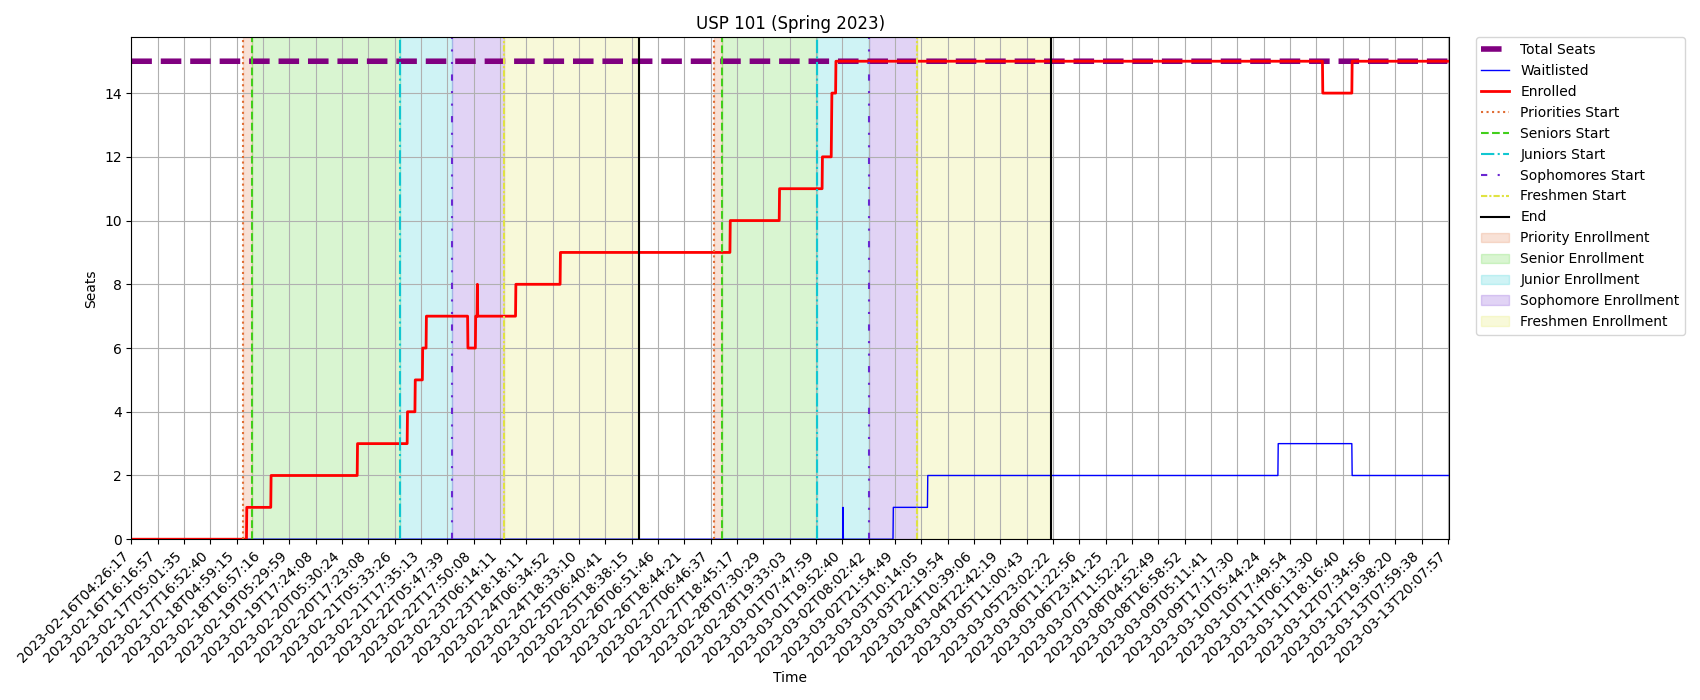 USP 101 (Spring 2023)
Total Seats
Waitlisted
Enrolled
Priorities Start
Seniors Start
Juniors Start
Sophomores Start
Freshmen Start
End
Priority Enrollment
Senior Enrollment
Junior Enrollment
Sophomore Enrollment
Freshmen Enrollment
Seats
14
12
10
8
6
4
2
0
2023-02-16T04:26:17
2023-02-16T16:16:57
2023-02-17T05:01:35
2023-02-17T16:52:40
2023-02-18T04:59:15
2023-02-18T16:57:16
2023-02-19T05:29:59
2023-02-19T17:24:08
2023-02-20T05:30:24
2023-02-20T17:23:08
2023-02-21T05:33:26
2023-02-21T17:35:13
2023-02-22T05:47:39
2023-02-22T17:50:08
2023-02-23T06:14:11
2023-02-23T18:18:11
2023-02-24T06:34:52
2023-02-24T18:33:10
2023-02-25T06:40:41
2023-02-25T18:38:15
2023-02-26T06:51:46
2023-02-26T18:44:21
2023-02-27T06:46:37
2023-02-27T18:45:17
2023-02-28T07:30:29
2023-02-28T19:33:03
2023-03-01T07:47:59
2023-03-01T19:52:40
2023-03-02T08:02:42
2023-03-02T21:54:49
2023-03-03T10:14:05
2023-03-03T22:19:54
2023-03-04T10:39:06
2023-03-04T22:42:19
2023-03-05T11:00:43
2023-03-05T23:02:22
2023-03-06T11:22:56
2023-03-06T23:41:25
2023-03-07T11:52:22
2023-03-08T04:52:49
2023-03-08T16:58:52
2023-03-09T05:11:41
2023-03-09T17:17:30
2023-03-10T05:44:24
2023-03-10T17:49:54
2023-03-11T06:13:30
2023-03-11T18:16:40
2023-03-12T07:34:56
2023-03-12T19:38:20
2023-03-13T07:59:38
2023-03-13T20:07:57
Time